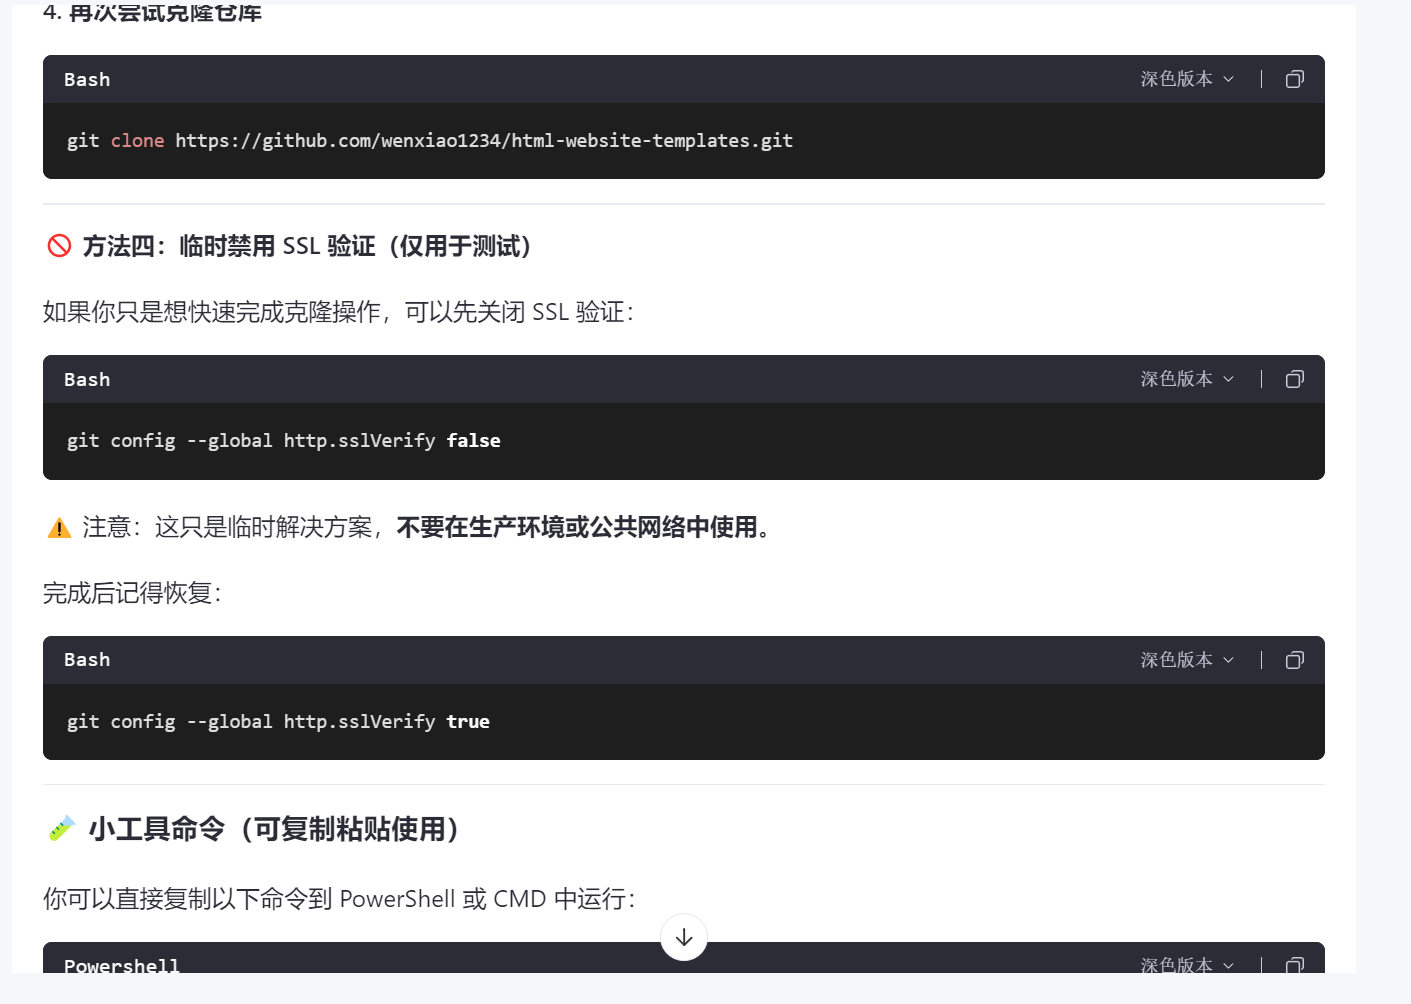 4. 再次尝试克隆仓库
Bash
深色版本
git clone https://github.com/wenxiao1234/html-website-templates.git
方法四：临时禁用 SSL 验证（仅用于测试）
如果你只是想快速完成克隆操作，可以先关闭 SSL 验证：
Bash
深色版本
git config --global http.sslVerify false
注意：这只是临时解决方案，不要在生产环境或公共网络中使用。
完成后记得恢复：
Bash
深色版本
git config --global http.sslVerify true
小工具命令（可复制粘贴使用）
你可以直接复制以下命令到 PowerShell 或 CMD 中运行：
Powershell
深色版本